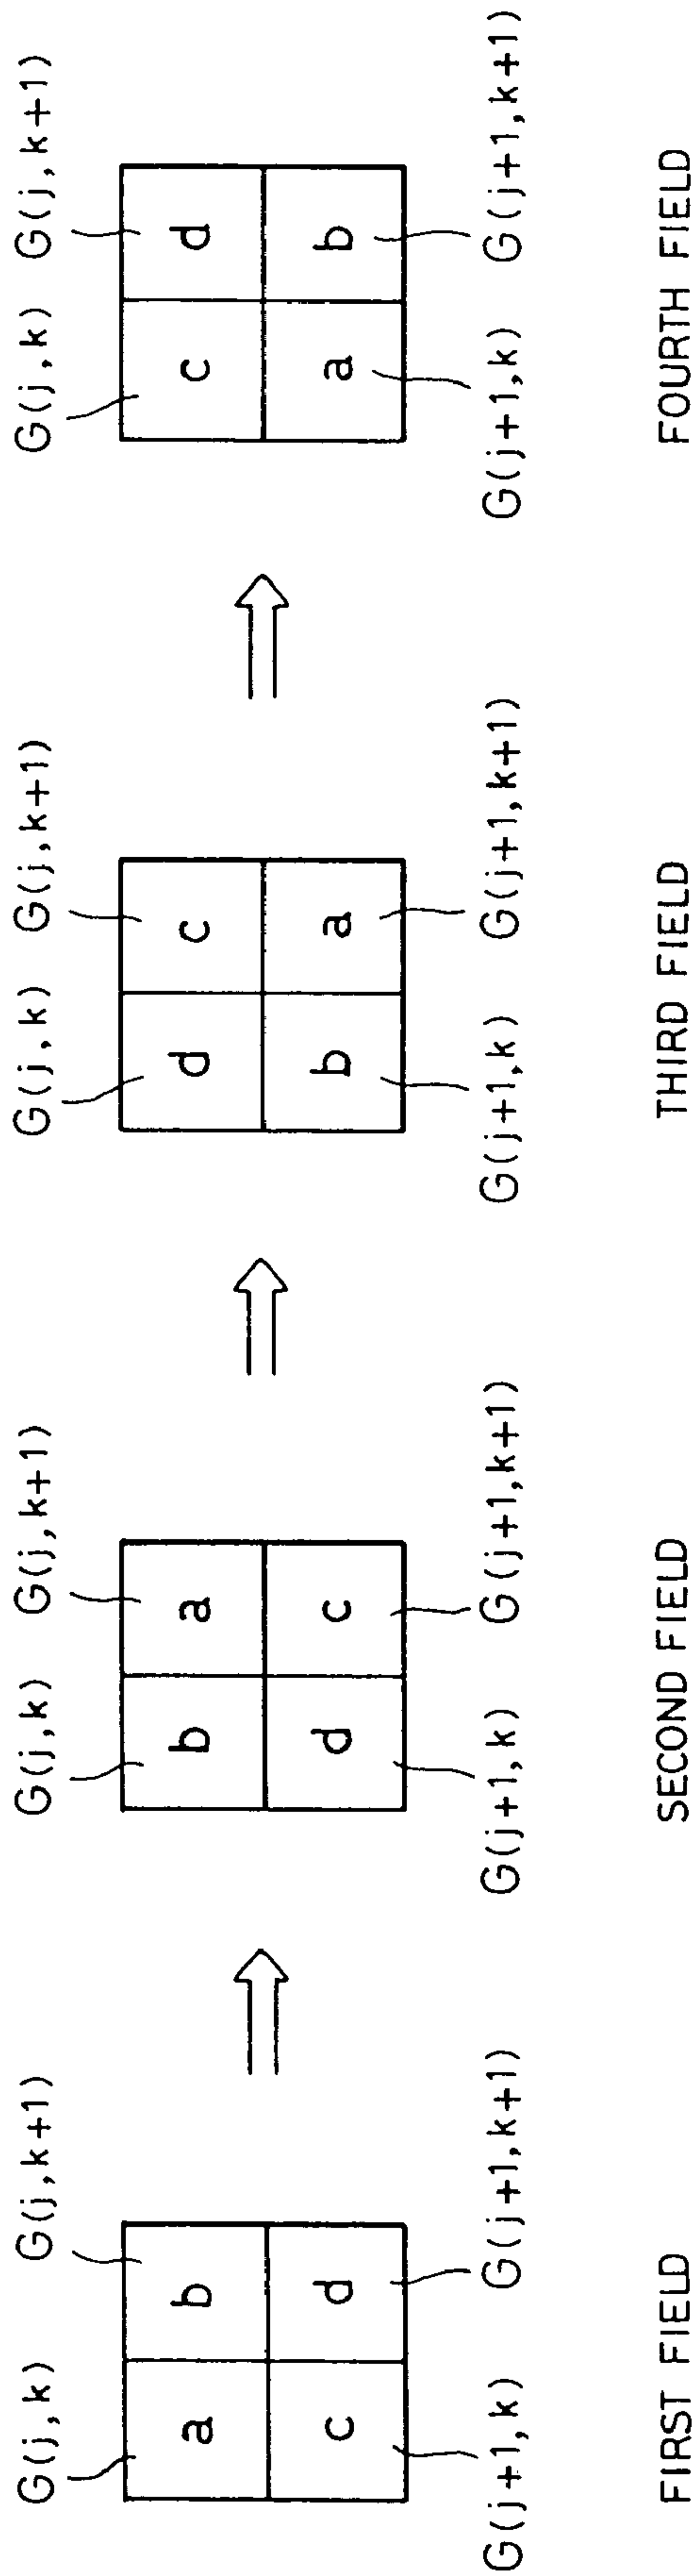 G(j,k) G(j,k+1)
a b
c d
G(j+1,k) G(j+1,k+1)
FIRST FIELD
G(j,k) G(j,k+1)
b a
d c
G(j+1,k) G(j+1,k+1)
SECOND FIELD
G(j,k) G(j,k+1)
d c
b a
G(j+1,k) G(j+1,k+1)
THIRD FIELD
G(j,k) G(j,k+1)
c d
a b
G(j+1,k) G(j+1,k+1)
FOURTH FIELD